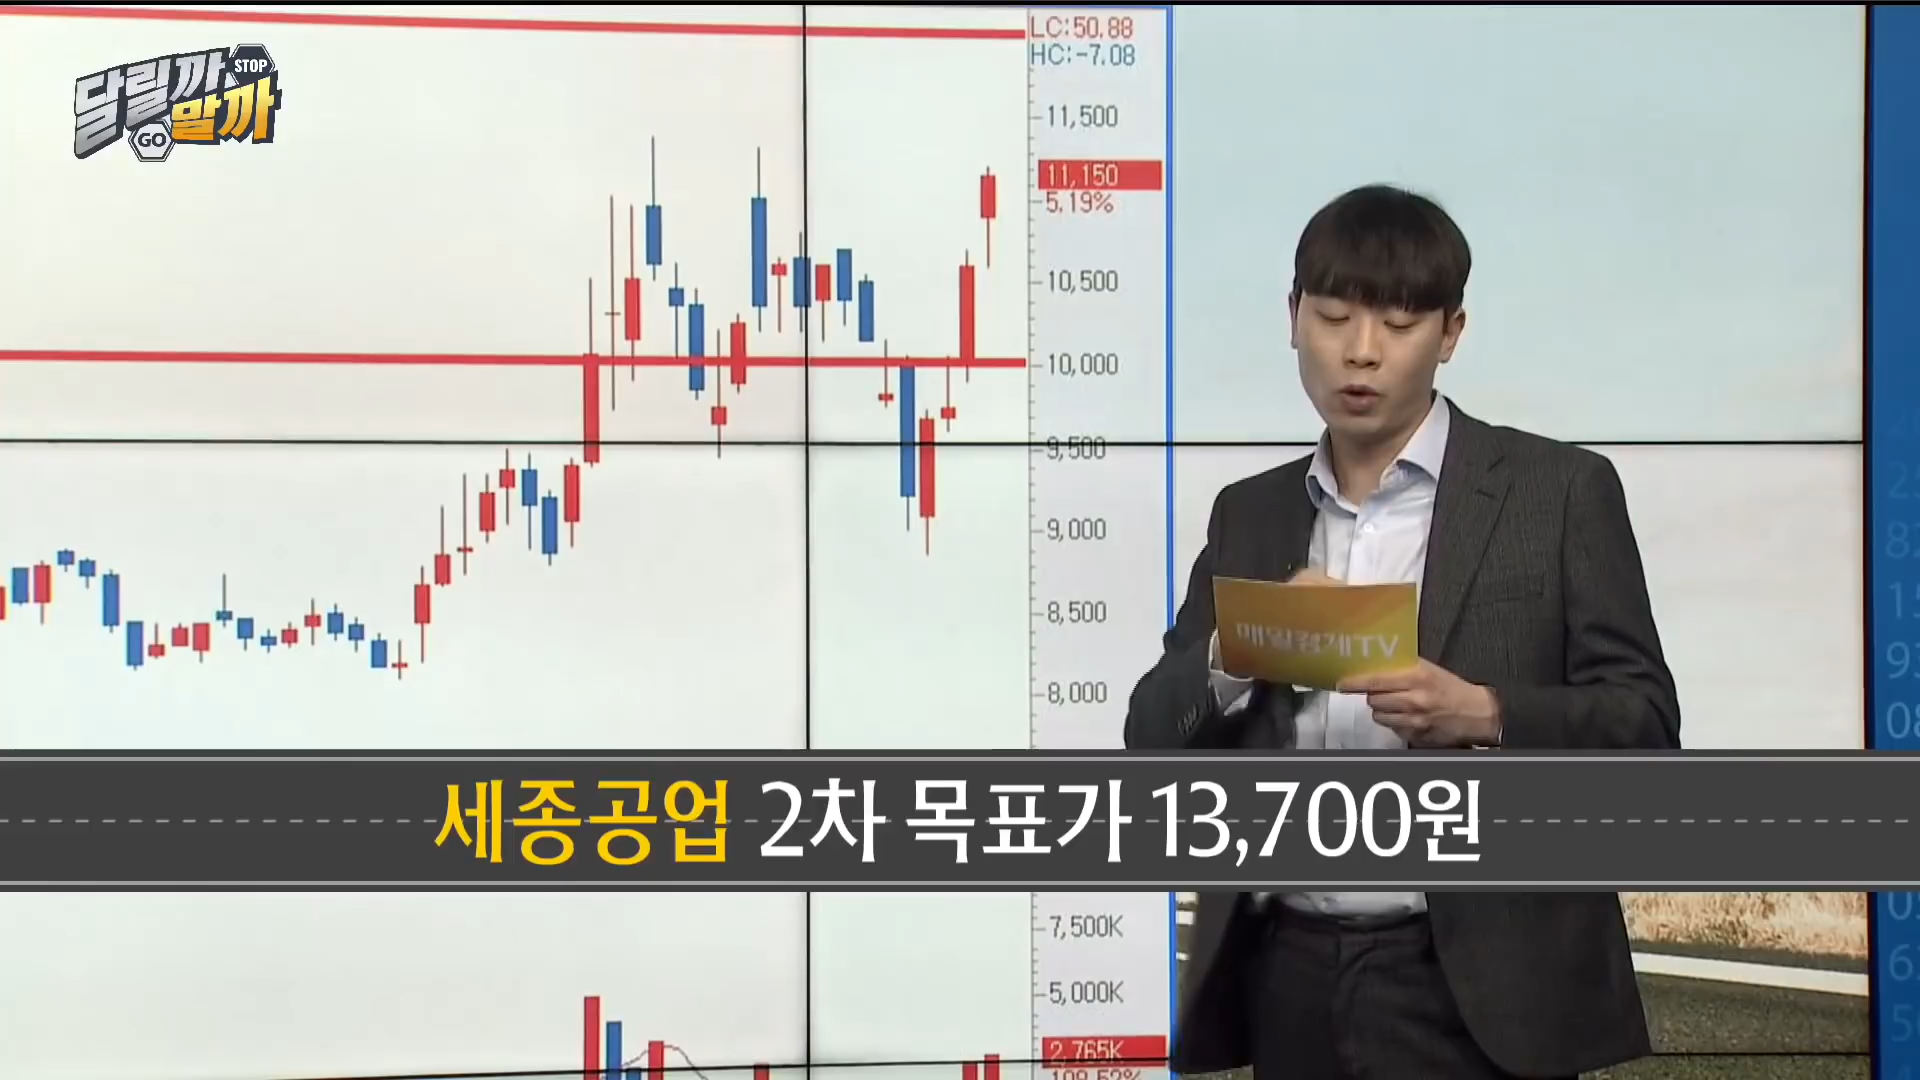 달릴까 STOP
GO 말까
LC:50.88
HC:-7.08
11,500
11,150
5.19%
10,500
10,000
9,500
9,000
8,500
8,000
매일경제TV
세종공업 2차 목표가 13,700원
7,500K
5,000K
2,765K